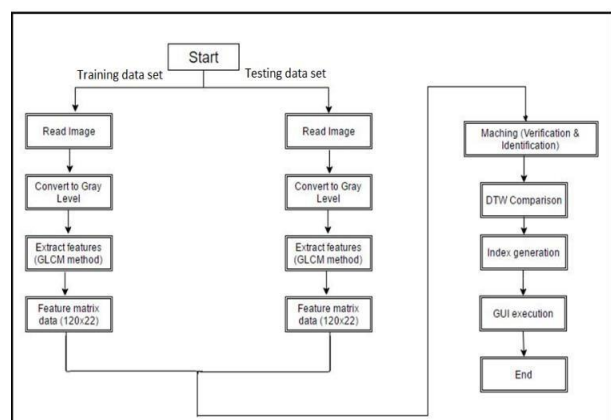 Start
Training data set
Testing data set
Read Image
Convert to Gray
Level
Extract features
(GLCM method)
Feature matrix
data (120x22)
Read Image
Convert to Gray
Level
Extract features
(GLCM method)
Feature matrix
data (120x22)
Maching (Verification &
Identification)
DTW Comparison
Index generation
GUI execution
End